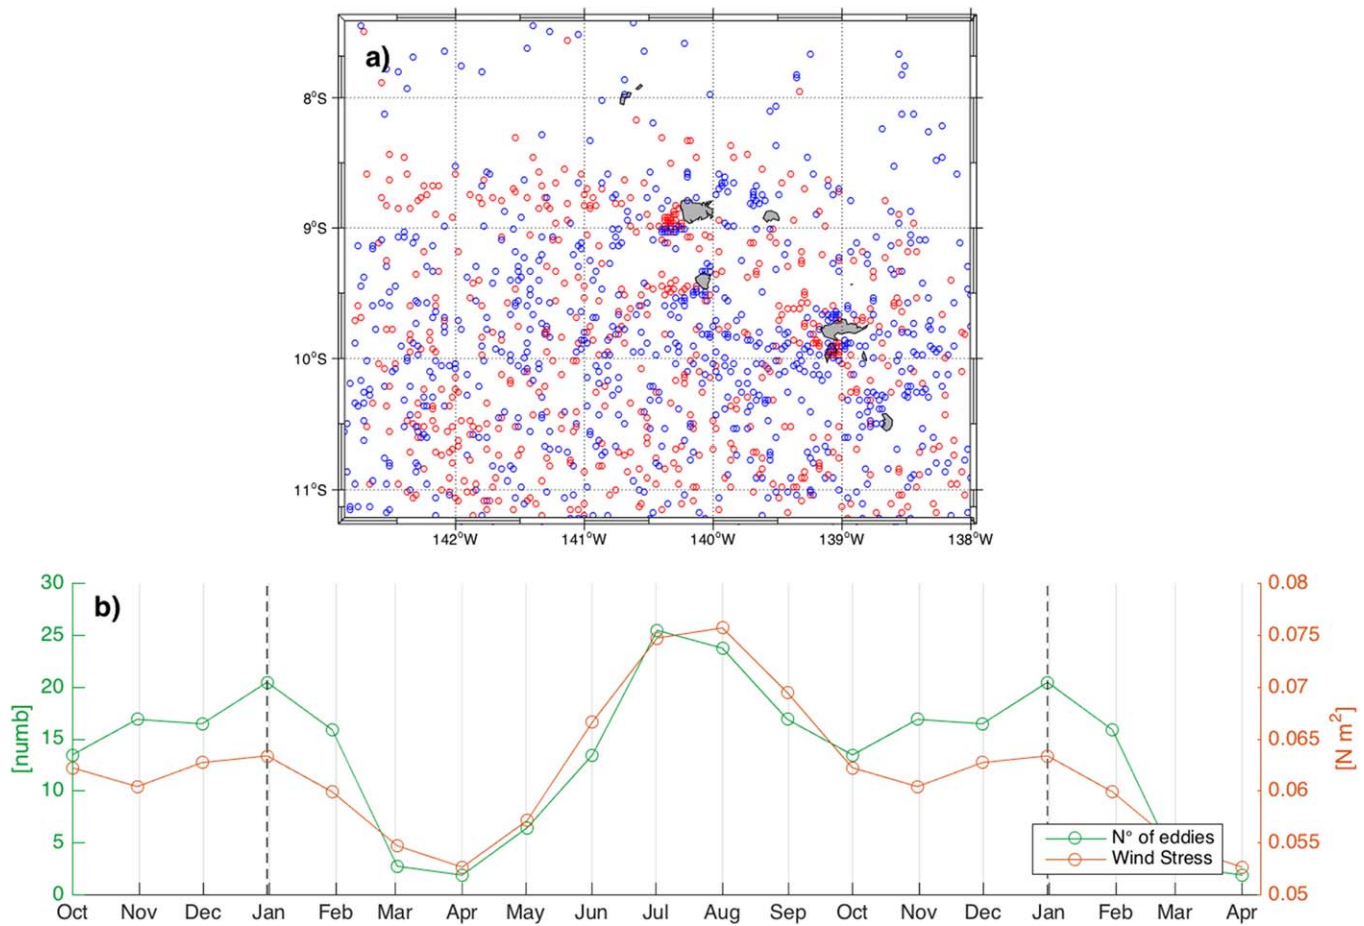 a)
8°S
9°S
10°S
11°S
142°W 141°W 140°W 139°W 138°W
b)
30 0.08
25 0.075
20 0.07
15 0.065
10 0.06
5 0.055
0 0.05
[numb]
[N m²]
N° of eddies
Wind Stress
Oct Nov Dec Jan Feb Mar Apr May Jun Jul Aug Sep Oct Nov Dec Jan Feb Mar Apr